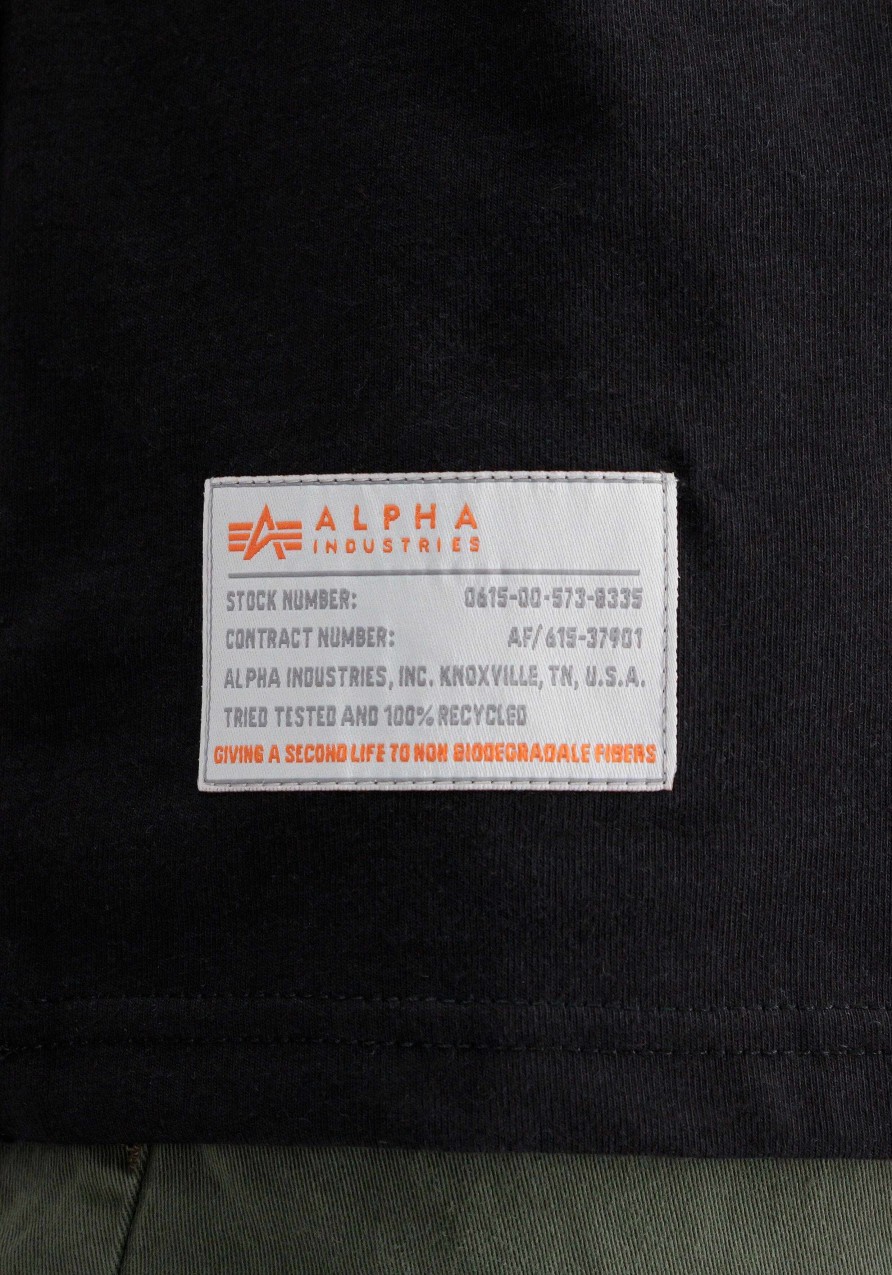 ALPHA
INDUSTRIES
STOCK NUMBER: 0615-00-573-8335
CONTRACT NUMBER: AF/615-37901
ALPHA INDUSTRIES, INC. KNOXVILLE, TN, U.S.A.
TRIED TESTED AND 100% RECYCLED
GIVING A SECOND LIFE TO NON BIODEGRADALE FIBERS